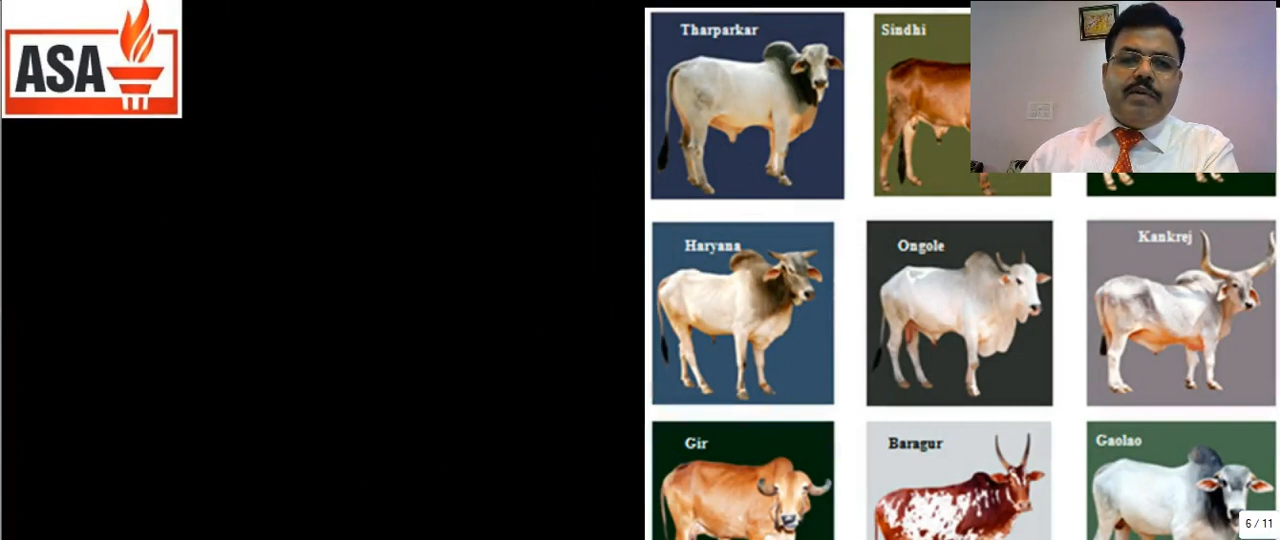 ASA
Tharparkar
Sindhi
Haryana
Ongole
Kankrej
Gir
Baragur
Gaolao
6 / 11